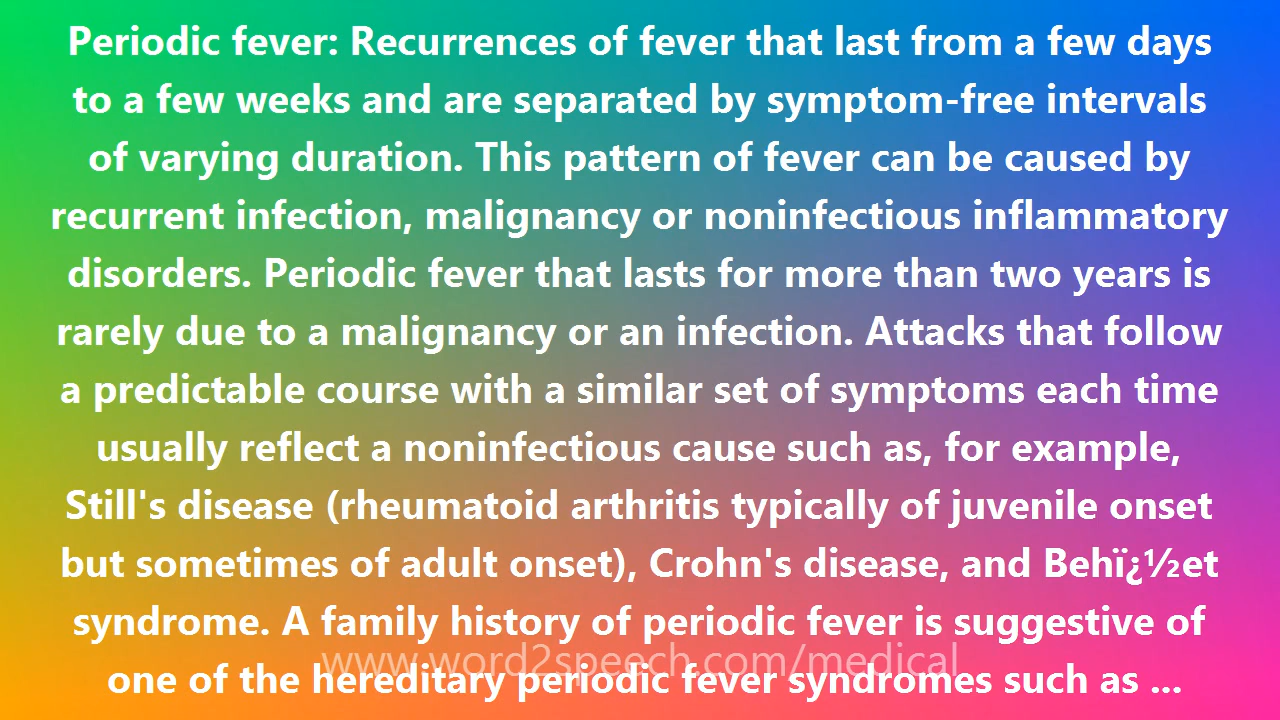 Periodic fever: Recurrences of fever that last from a few days
to a few weeks and are separated by symptom-free intervals
of varying duration. This pattern of fever can be caused by
recurrent infection, malignancy or noninfectious inflammatory
disorders. Periodic fever that lasts for more than two years is
rarely due to a malignancy or an infection. Attacks that follow
a predictable course with a similar set of symptoms each time
usually reflect a noninfectious cause such as, for example,
Still's disease (rheumatoid arthritis typically of juvenile onset
but sometimes of adult onset), Crohn's disease, and Behï¿½et
syndrome. A family history of periodic fever is suggestive of
www.word2speech.com/medical
one of the hereditary periodic fever syndromes such as ...